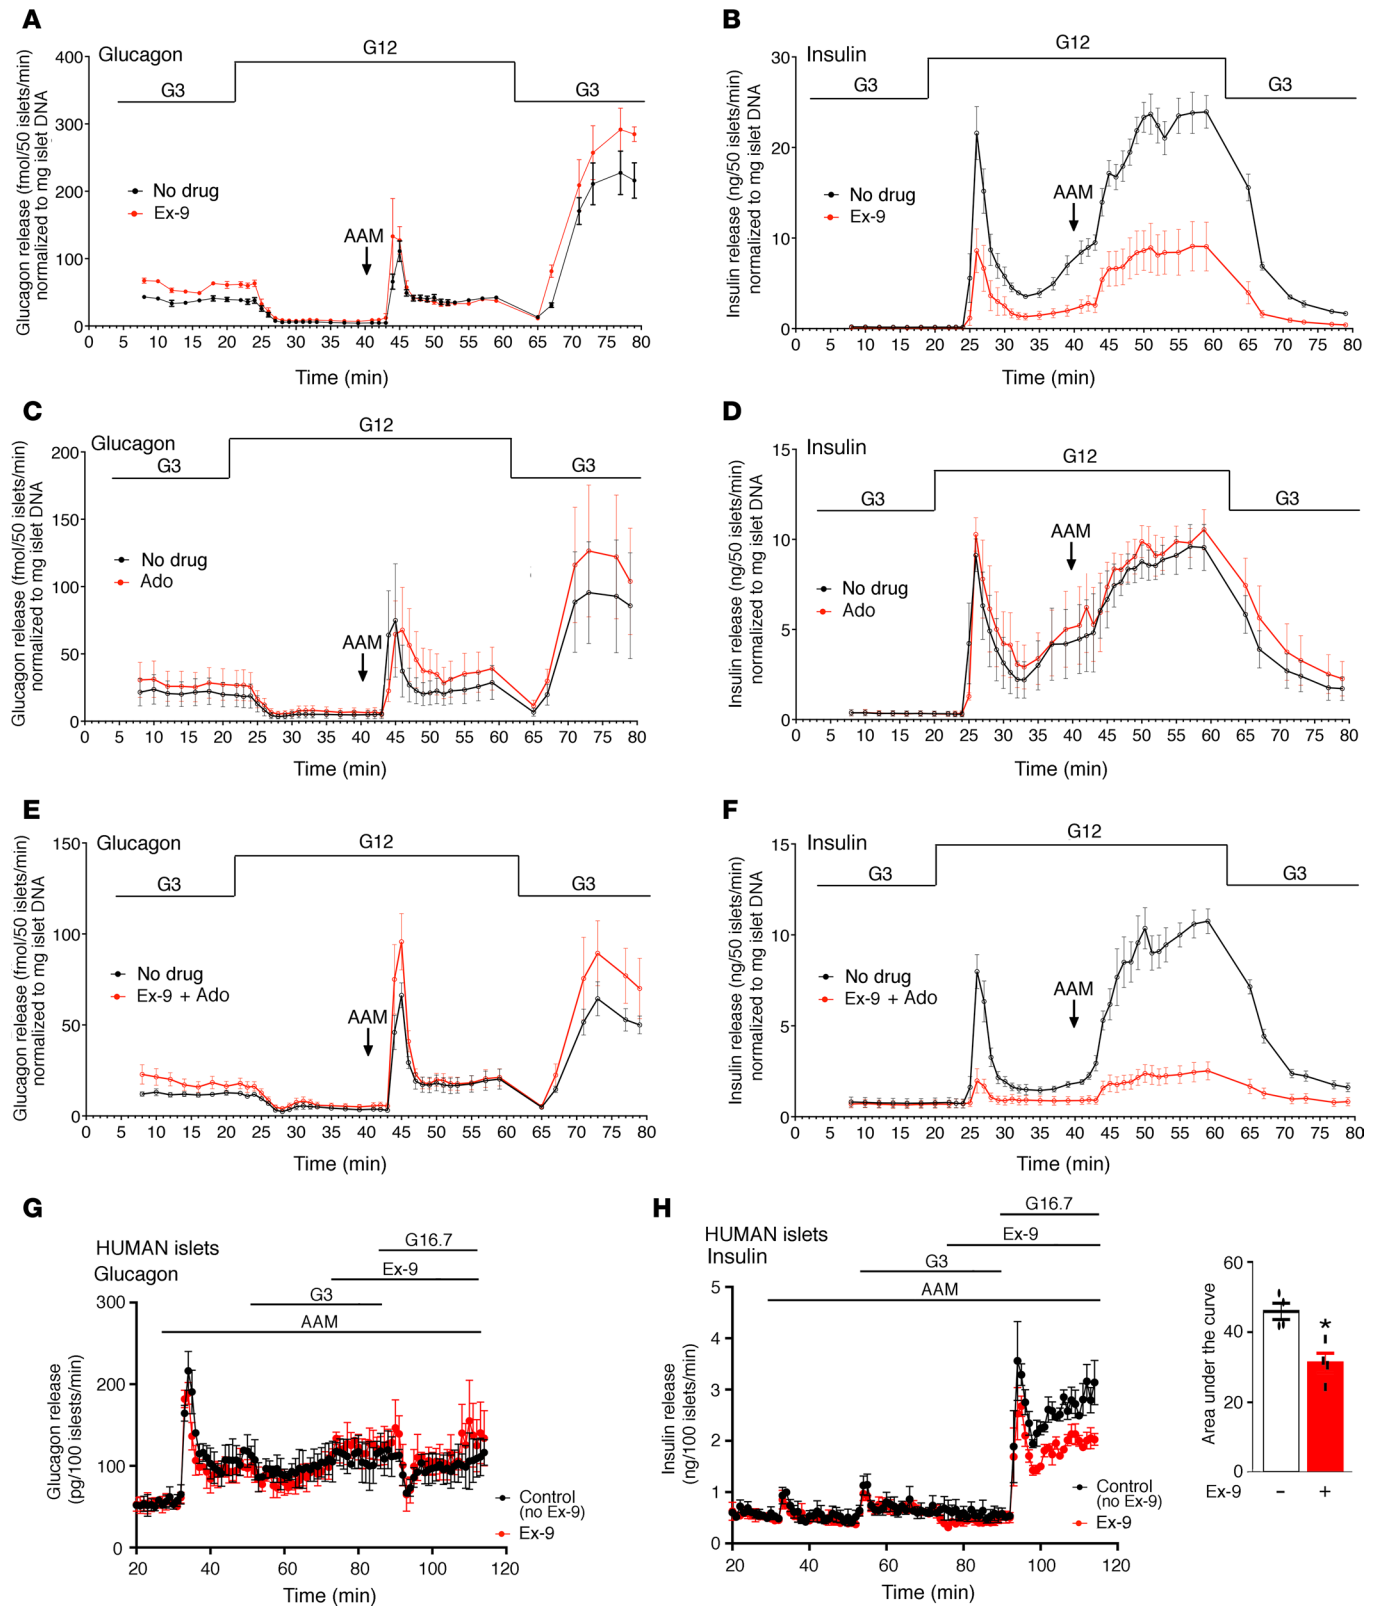 A
Glucagon
G12
G3
G3
Glucagon release (fmol/50 islets/min)
normalized to mg islet DNA
400
300
200
100
0
No drug
Ex-9
AAM
0 5 10 15 20 25 30 35 40 45 50 55 60 65 70 75 80
Time (min)
B
Insulin
G12
G3
G3
Insulin release (ng/50 islets/min)
normalized to mg islet DNA
30
20
10
0
No drug
Ex-9
AAM
0 5 10 15 20 25 30 35 40 45 50 55 60 65 70 75 80
Time (min)
C
Glucagon
G12
G3
G3
Glucagon release (fmol/50 islets/min)
normalized to mg islet DNA
200
150
100
50
0
No drug
Ado
AAM
0 5 10 15 20 25 30 35 40 45 50 55 60 65 70 75 80
Time (min)
D
Insulin
G12
G3
G3
Insulin release (ng/50 islets/min)
normalized to mg islet DNA
15
10
5
0
No drug
Ado
AAM
0 5 10 15 20 25 30 35 40 45 50 55 60 65 70 75 80
Time (min)
E
Glucagon
G12
G3
G3
Glucagon release (fmol/50 islets/min)
normalized to mg islet DNA
150
100
50
0
No drug
Ex-9 + Ado
AAM
0 5 10 15 20 25 30 35 40 45 50 55 60 65 70 75 80
Time (min)
F
Insulin
G12
G3
G3
Insulin release (ng/50 islets/min)
normalized to mg islet DNA
15
10
5
0
No drug
Ex-9 + Ado
AAM
0 5 10 15 20 25 30 35 40 45 50 55 60 65 70 75 80
Time (min)
G
HUMAN islets
Glucagon
G16.7
Ex-9
G3
AAM
Glucagon release
(pg/100 islests/min)
300
200
100
0
Control
(no Ex-9)
Ex-9
20 40 60 80 100 120
Time (min)
H
HUMAN islets
Insulin
G16.7
Ex-9
G3
AAM
Insulin release
(ng/100 islets/min)
5
4
3
2
1
0
Control
(no Ex-9)
Ex-9
20 40 60 80 100 120
Time (min)
Area under the curve
60
40
20
0
*
Ex-9 − +